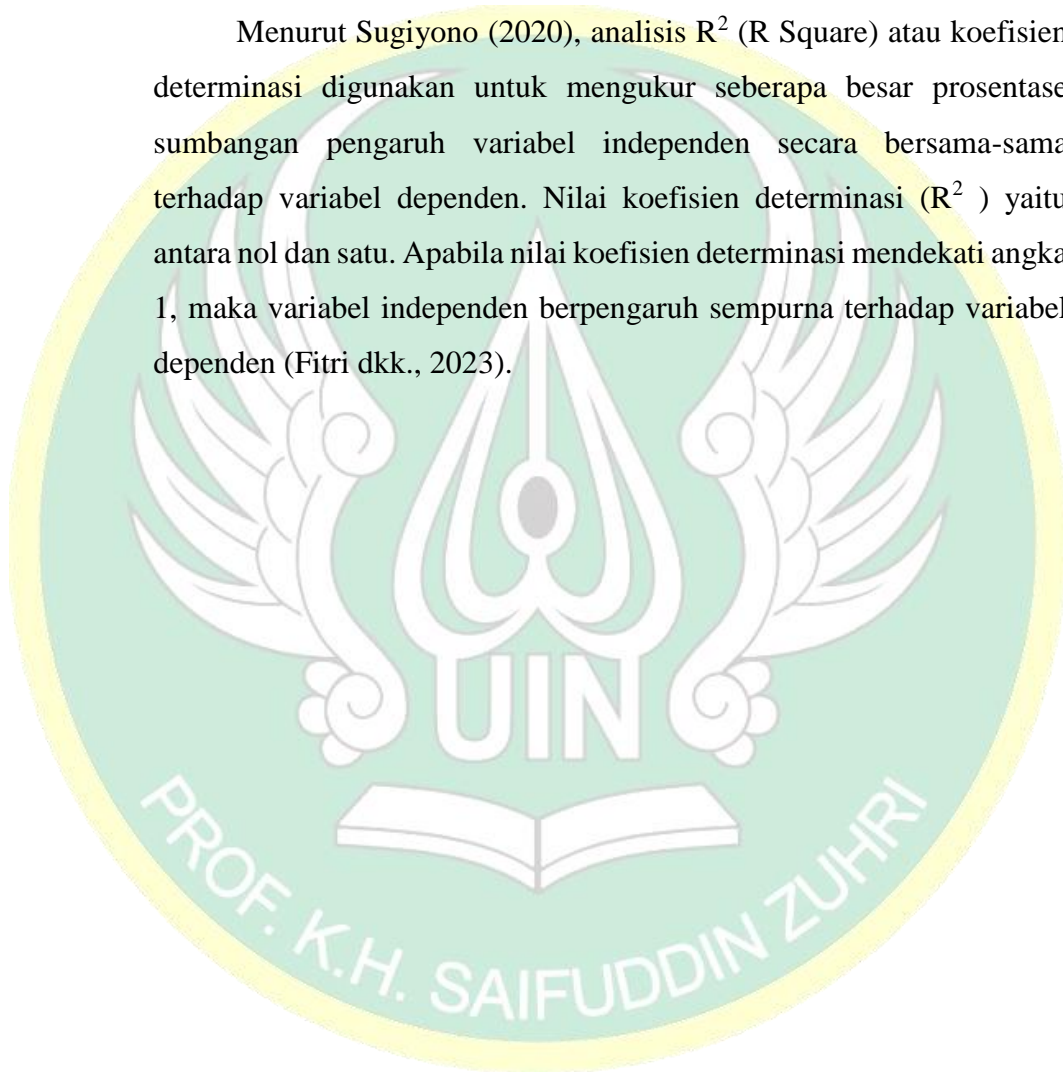 Menurut Sugiyono (2020), analisis R² (R Square) atau koefisien
determinasi digunakan untuk mengukur seberapa besar prosentase
sumbangan pengaruh variabel independen secara bersama-sama
terhadap variabel dependen. Nilai koefisien determinasi (R² ) yaitu
antara nol dan satu. Apabila nilai koefisien determinasi mendekati angka
1, maka variabel independen berpengaruh sempurna terhadap variabel
dependen (Fitri dkk., 2023).
UIN
PROF. K.H. SAIFUDDIN ZUHRI